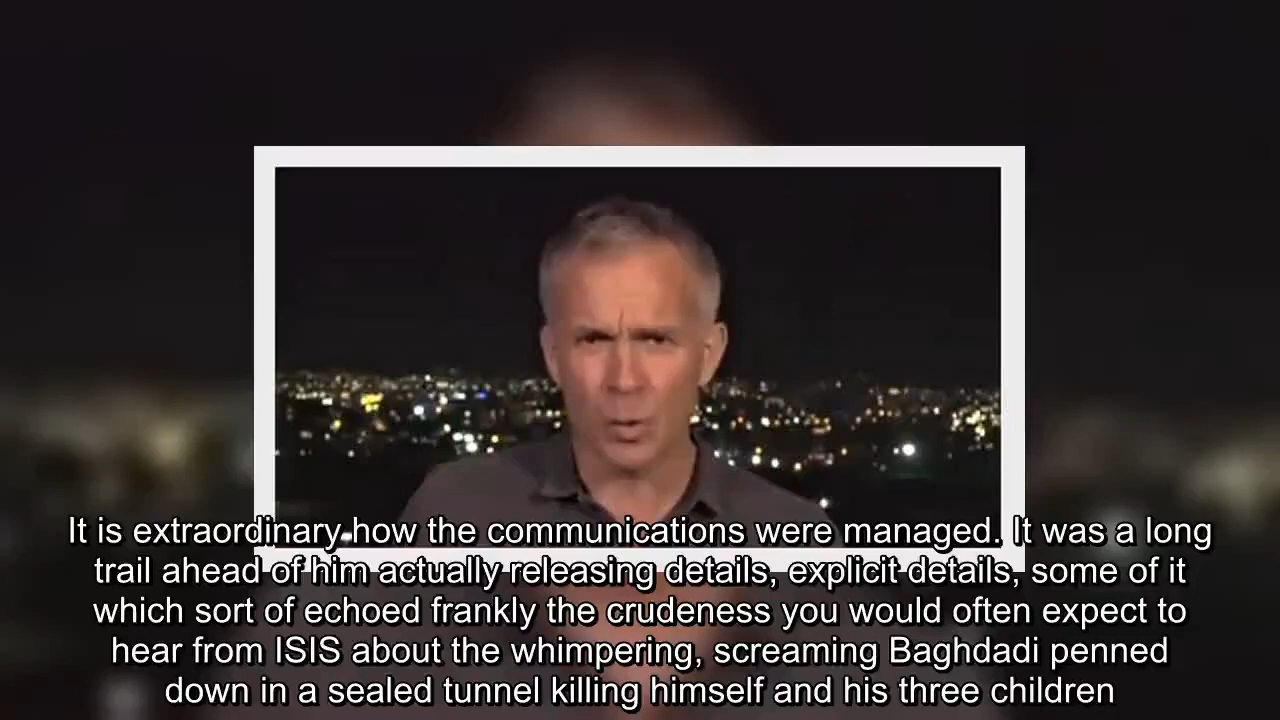 It is extraordinary how the communications were managed. It was a long
trail ahead of him actually releasing details, explicit details, some of it
which sort of echoed frankly the crudeness you would often expect to
hear from ISIS about the whimpering, screaming Baghdadi penned
down in a sealed tunnel killing himself and his three children